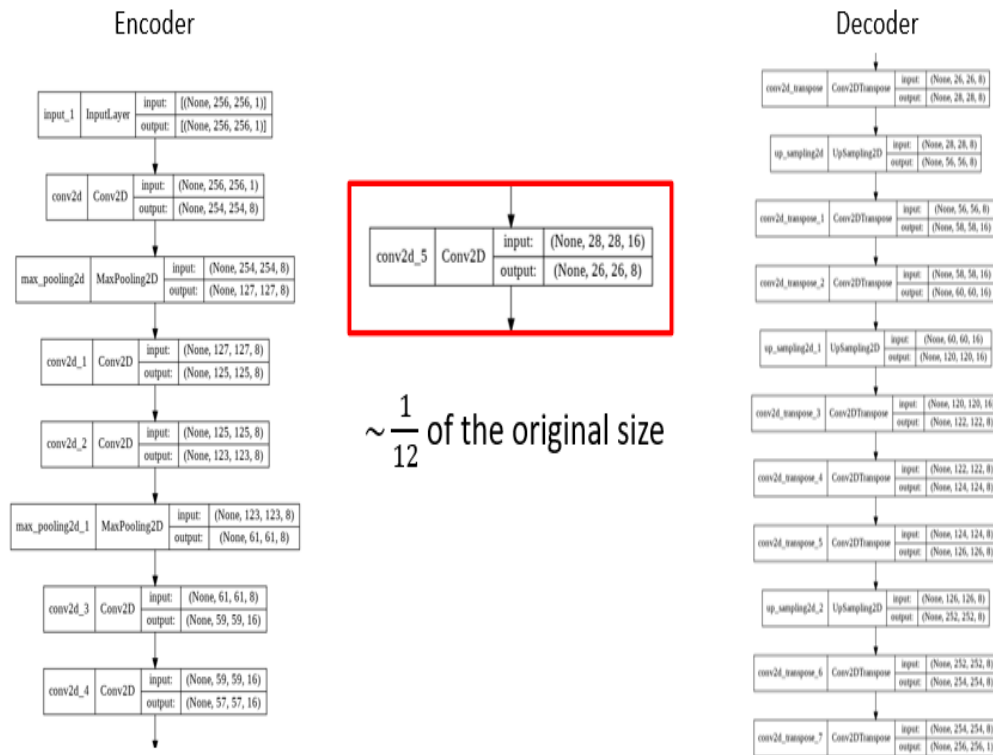 Encoder
input_1 InputLayer input: [(None, 256, 256, 1)]
output: [(None, 256, 256, 1)]
conv2d Conv2D input: (None, 256, 256, 1)
output: (None, 254, 254, 8)
max_pooling2d MaxPooling2D input: (None, 254, 254, 8)
output: (None, 127, 127, 8)
conv2d_1 Conv2D input: (None, 127, 127, 8)
output: (None, 125, 125, 8)
conv2d_2 Conv2D input: (None, 125, 125, 8)
output: (None, 123, 123, 8)
max_pooling2d_1 MaxPooling2D input: (None, 123, 123, 8)
output: (None, 61, 61, 8)
conv2d_3 Conv2D input: (None, 61, 61, 8)
output: (None, 59, 59, 16)
conv2d_4 Conv2D input: (None, 59, 59, 16)
output: (None, 57, 57, 16)
conv2d_5 Conv2D input: (None, 28, 28, 16)
output: (None, 26, 26, 8)
~1/12 of the original size
Decoder
conv2d_transpose Conv2DTranspose input: (None, 26, 26, 8)
output: (None, 28, 28, 8)
up_sampling2d UpSampling2D input: (None, 28, 28, 8)
output: (None, 56, 56, 8)
conv2d_transpose_1 Conv2DTranspose input: (None, 56, 56, 8)
output: (None, 58, 58, 16)
conv2d_transpose_2 Conv2DTranspose input: (None, 58, 58, 16)
output: (None, 60, 60, 16)
up_sampling2d_1 UpSampling2D input: (None, 60, 60, 16)
output: (None, 120, 120, 16)
conv2d_transpose_3 Conv2DTranspose input: (None, 120, 120, 16
output: (None, 122, 122, 8)
conv2d_transpose_4 Conv2DTranspose input: (None, 122, 122, 8)
output: (None, 124, 124, 8)
conv2d_transpose_5 Conv2DTranspose input: (None, 124, 124, 8)
output: (None, 126, 126, 8)
up_sampling2d_2 UpSampling2D input: (None, 126, 126, 8)
output: (None, 252, 252, 8)
conv2d_transpose_6 Conv2DTranspose input: (None, 252, 252, 8)
output: (None, 254, 254, 8)
conv2d_transpose_7 Conv2DTranspose input: (None, 254, 254, 8)
output: (None, 256, 256, 1)